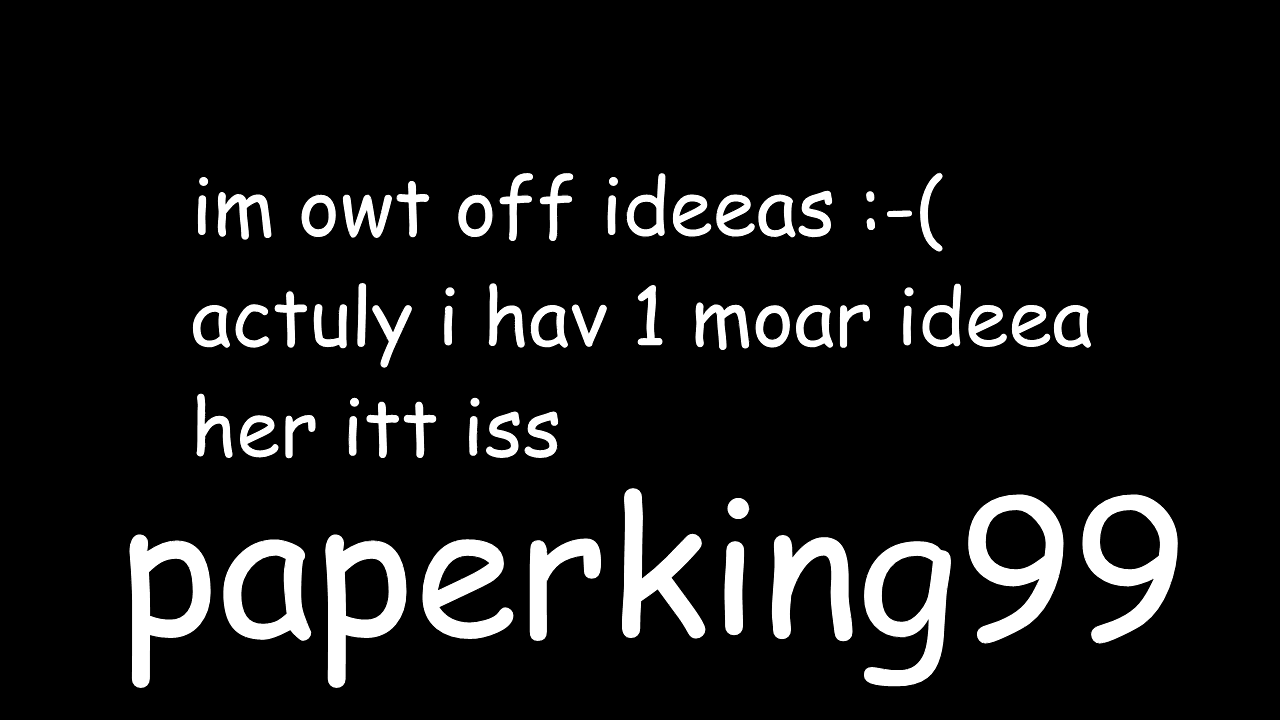 im owt off ideeas :-(
actuly i hav 1 moar ideea
her itt iss
paperking99